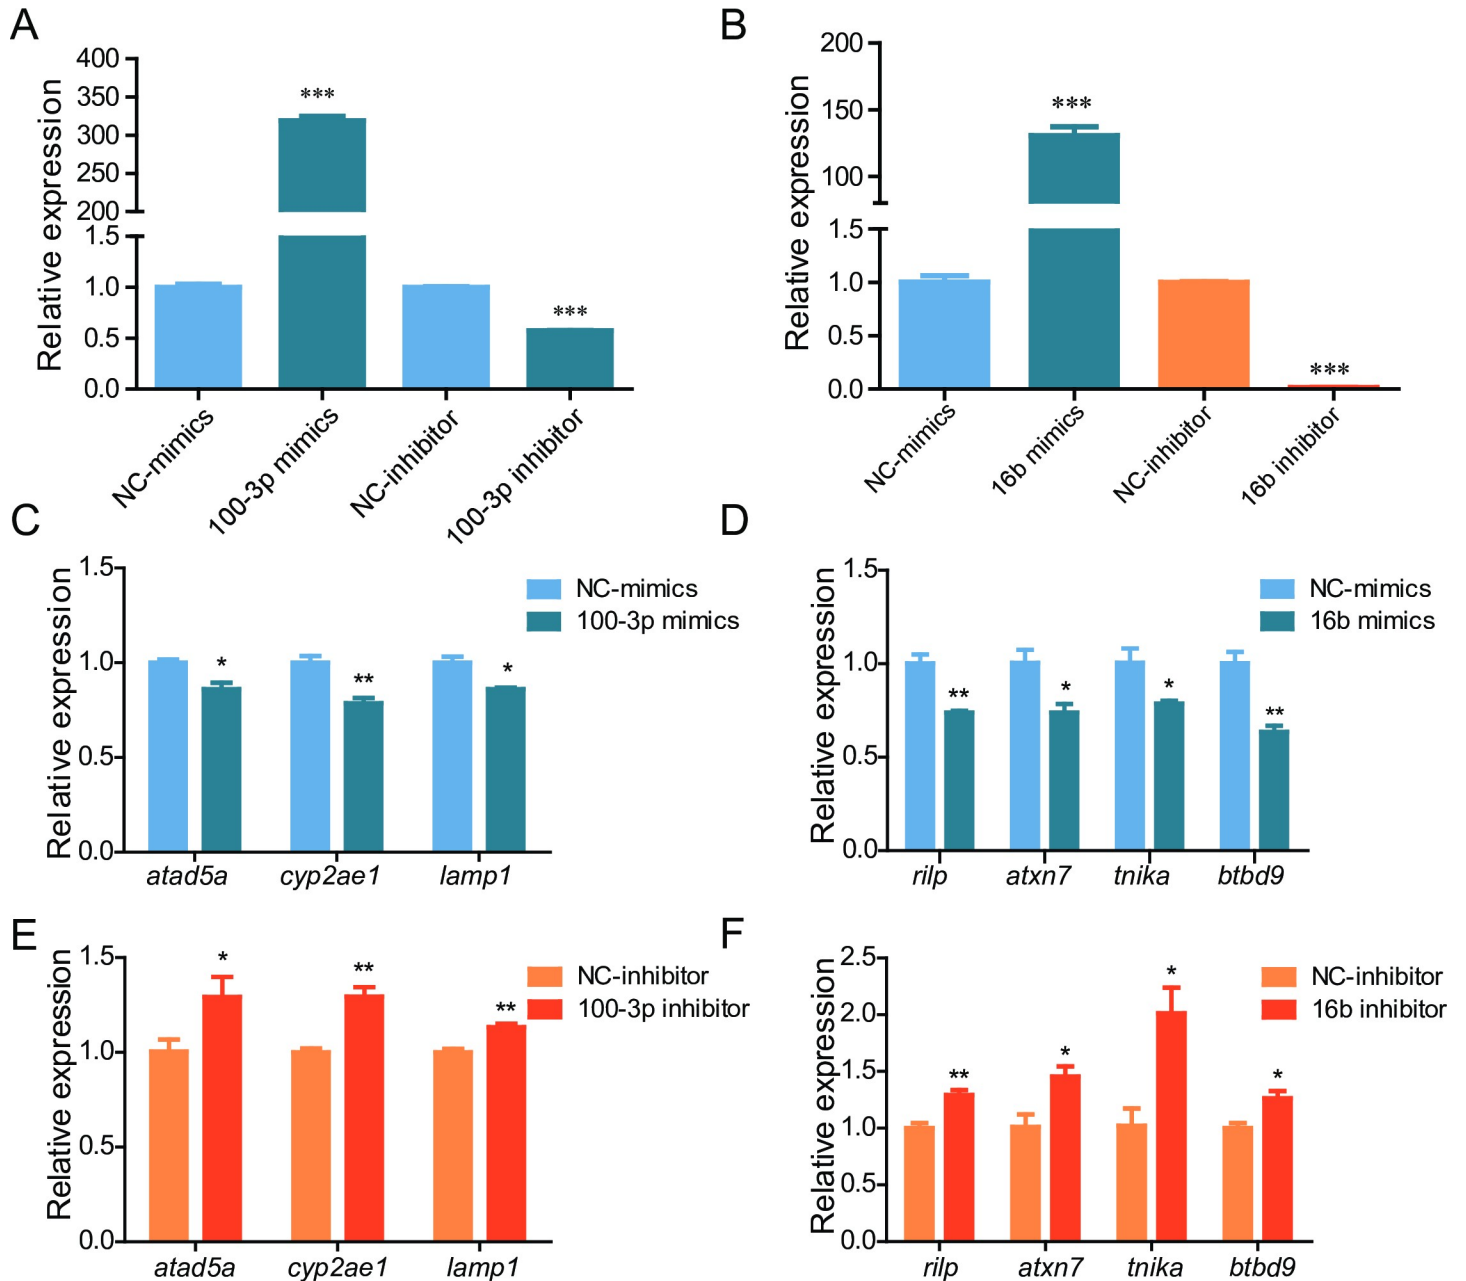 A
Relative expression
400
350
300
250
200
1.5
1.0
0.5
0.0
***
***
NC-mimics
100-3p mimics
NC-inhibitor
100-3p inhibitor
B
Relative expression
200
150
100
1.5
1.0
0.5
0.0
***
***
NC-mimics
16b mimics
NC-inhibitor
16b inhibitor
C
Relative expression
1.5
1.0
0.5
0.0
* ** *
NC-mimics
100-3p mimics
atad5a cyp2ae1 lamp1
D
Relative expression
1.5
1.0
0.5
0.0
** * * **
NC-mimics
16b mimics
rilp atxn7 tnika btbd9
E
Relative expression
1.5
1.0
0.5
0.0
* ** **
NC-inhibitor
100-3p inhibitor
atad5a cyp2ae1 lamp1
F
Relative expression
2.5
2.0
1.5
1.0
0.5
0.0
** * * *
NC-inhibitor
16b inhibitor
rilp atxn7 tnika btbd9